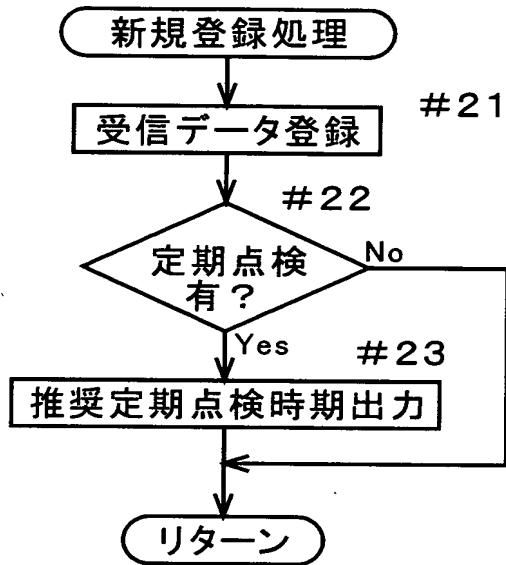 新規登録処理
#21
受信データ登録
#22
定期点検
有?
No
Yes
#23
推奨定期点検時期出力
リターン